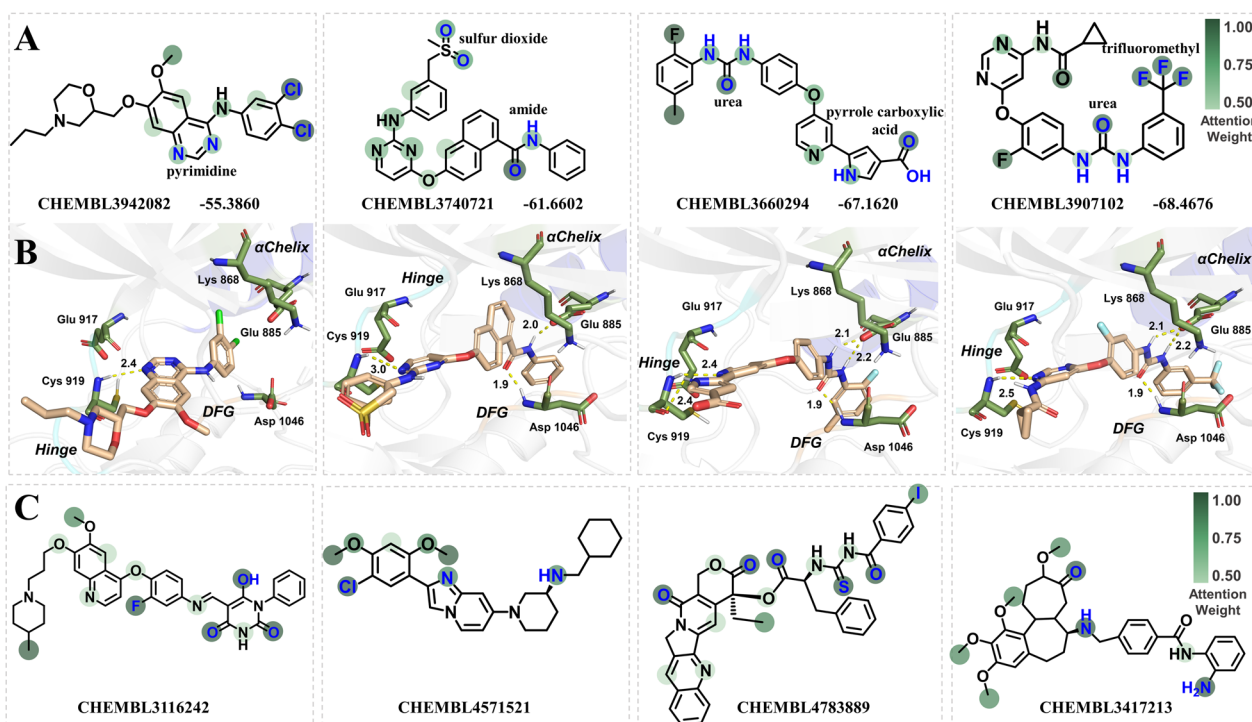 A
sulfur dioxide
amide
pyrimidine
urea
pyrrole carboxylic
acid
trifluoromethyl
urea
1.00
0.75
0.50
Attention
Weight
CHEMBL3942082 -55.3860
CHEMBL3740721 -61.6602
CHEMBL3660294 -67.1620
CHEMBL3907102 -68.4676
B
αChelix
Lys 868
Glu 917
Glu 885
2.4
Cys 919
DFG
Asp 1046
Hinge
αChelix
Hinge
Lys 868
Glu 917
2.0
Glu 885
3.0
1.9
Cys 919
DFG
Asp 1046
αChelix
Lys 868
Glu 917
2.1
Glu 885
Hinge
2.4
2.2
2.4
1.9
Cys 919
DFG
Asp 1046
αChelix
Lys 868
Glu 917
2.1
Glu 885
Hinge
2.2
2.5
1.9
Cys 919
DFG
Asp 1046
C
1.00
0.75
0.50
Attention
Weight
CHEMBL3116242
CHEMBL4571521
CHEMBL4783889
CHEMBL3417213